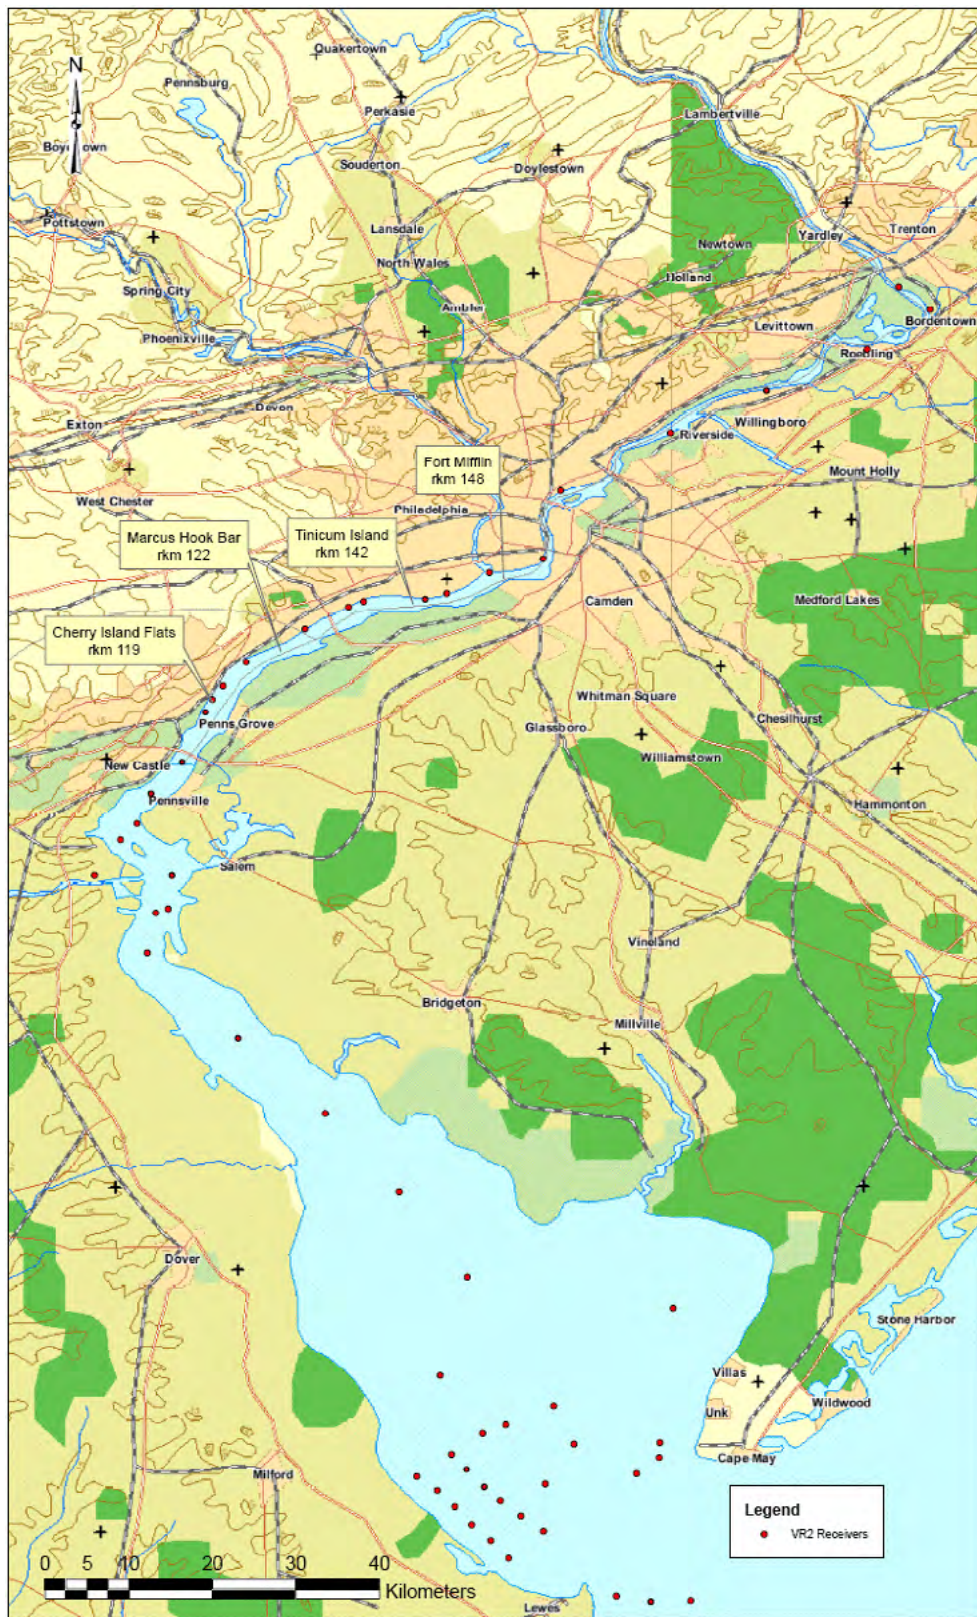 Quakertown
N
Pennsburg
Perkasie
Lambertville
Souderton
Doylestown
Pottstown
Lansdale
Yardley
Trenton
Newtown
North Wales
Holland
Spring City
Ambler
Bordentown
Levittown
Phoenixville
Roebling
Devon
Willingboro
Exton
Riverside
Fort Mifflin
rkm 148
Mount Holly
West Chester
Philadelphia
Marcus Hook Bar
rkm 122
Tinicum Island
rkm 142
Camden
Medford Lakes
Cherry Island Flats
rkm 119
Whitman Square
Penns Grove
Glassboro
Chesilhurst
Williamstown
New Castle
Pennsville
Hammonton
Salem
Vineland
Bridgeton
Millville
Dover
Stone Harbor
Villas
Wildwood
Unk
Cape May
Milford
Legend
VR2 Receivers
0 5 10 20 30 40
Kilometers
Lewes